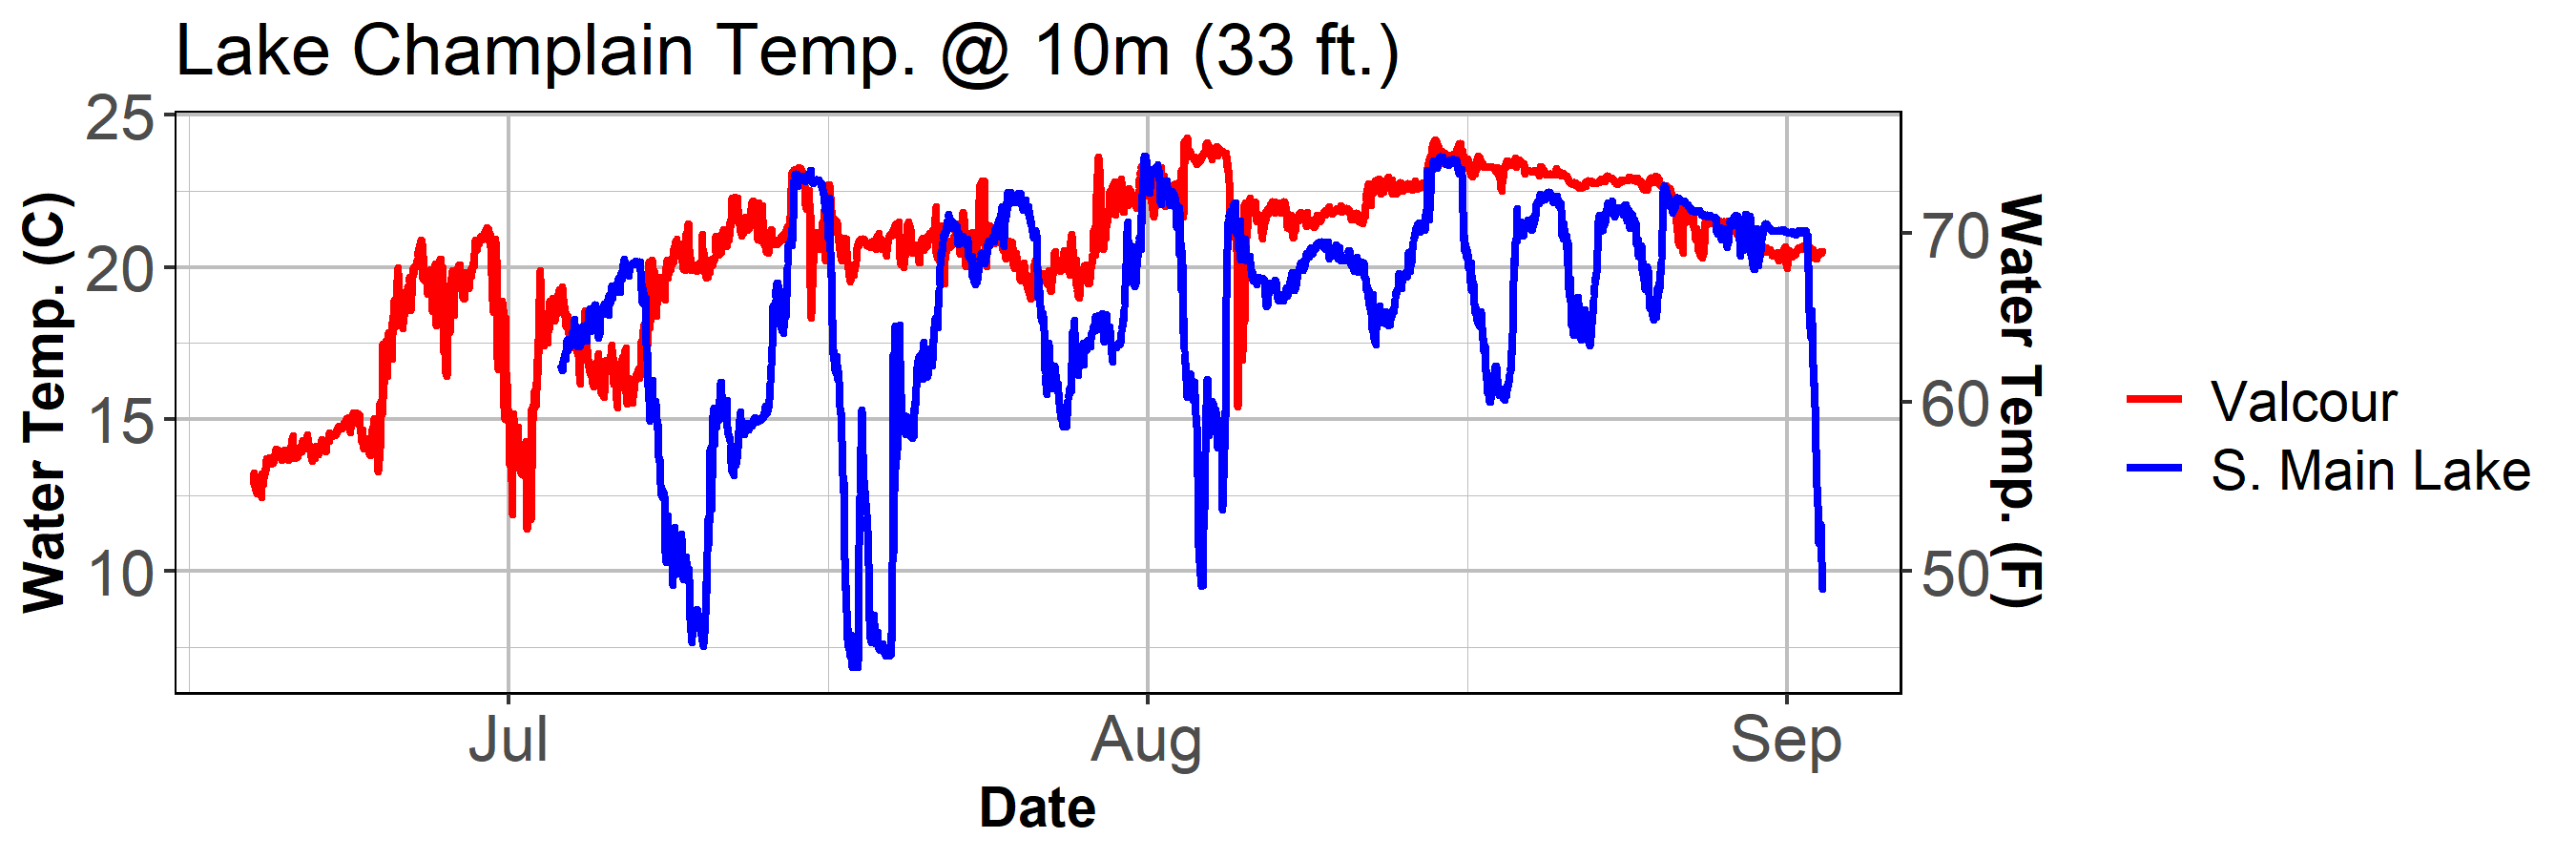 Lake Champlain Temp. @ 10m (33 ft.)
Water Temp. (C)
25
20
15
10
70
60
50
Water Temp. (F)
Jul
Aug
Sep
Date
Valcour
S. Main Lake